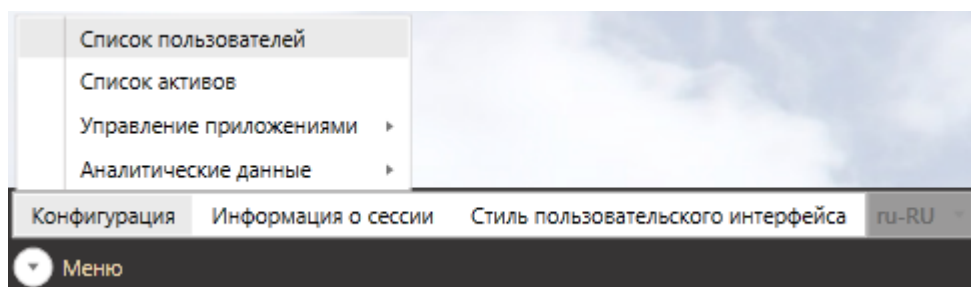 Список пользователей
Список активов
Управление приложениями
Аналитические данные
Конфигурация Информация о сессии Стиль пользовательского интерфейса ru-RU
Меню